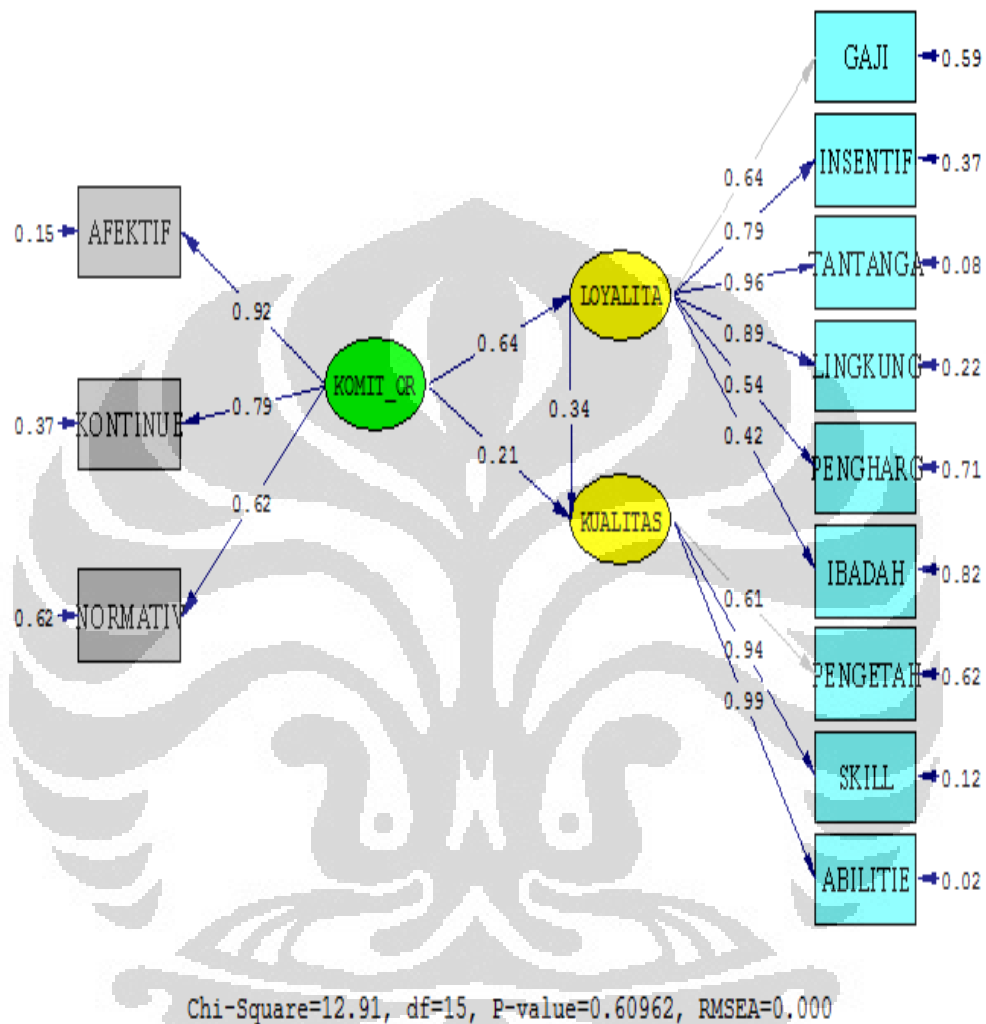 GAJI
0.59
0.64
INSENTIF
0.37
0.79
AFEKTIF
0.15
TANTANGA
0.08
0.96
LOYALITA
0.92
0.64
0.89
LINGKUNG
0.22
KOMIT_OR
0.54
0.79
0.34
KONTINUE
0.37
0.42
0.21
PENGHARG
0.71
0.62
KUALITAS
IBADAH
0.82
0.61
NORMATIV
0.62
0.94
PENGETAH
0.62
0.99
SKILL
0.12
ABILITIE
0.02
Chi-Square=12.91, df=15, P-value=0.60962, RMSEA=0.000